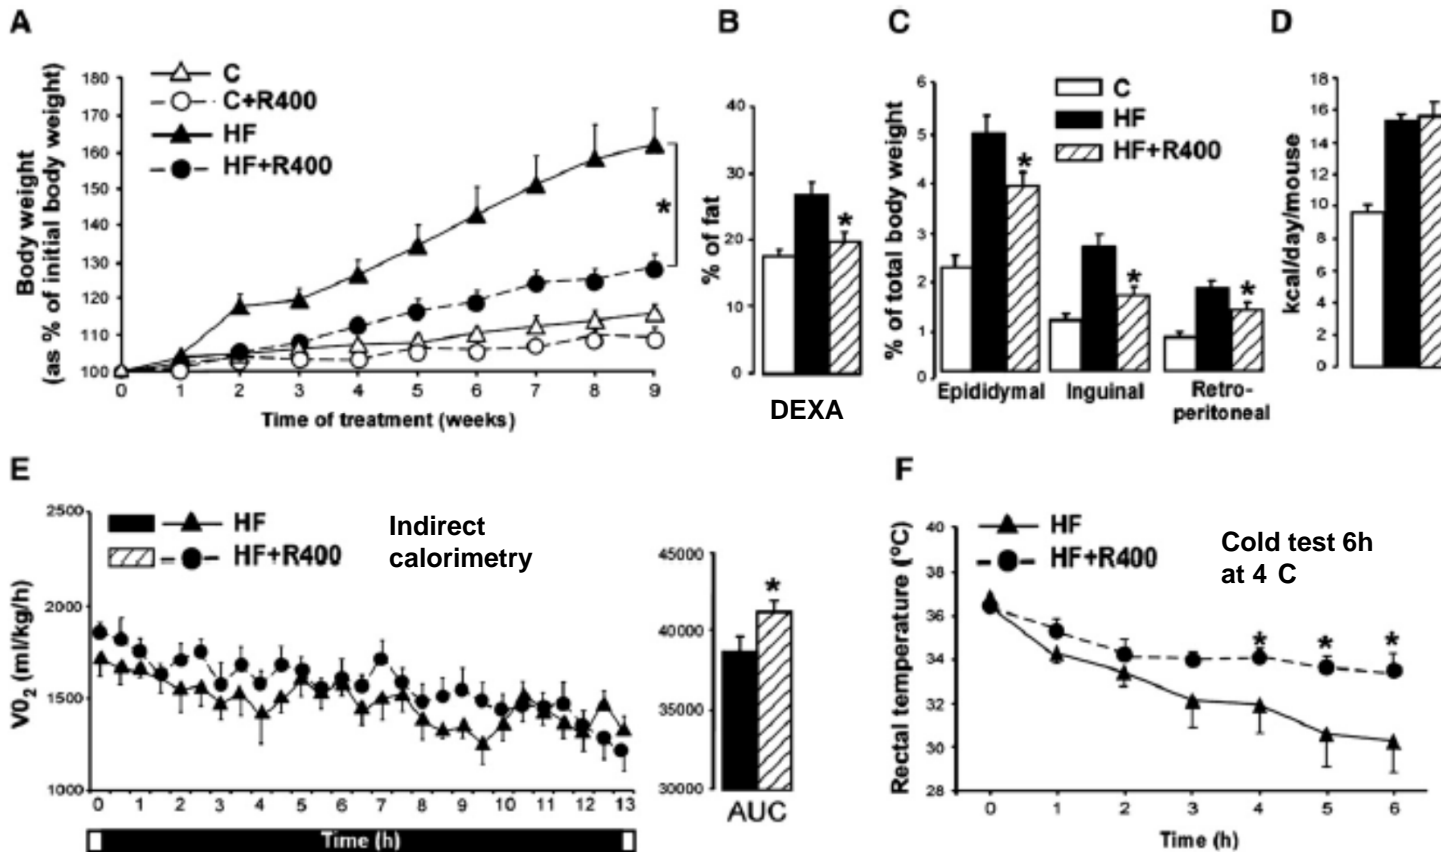 A
Body weight
(as % of initial body weight)
180
170
160
150
140
130
120
110
100
C
C+R400
HF
HF+R400
*
0 1 2 3 4 5 6 7 8 9
Time of treatment (weeks)
B
% of fat
40
30
20
10
0
*
DEXA
C
% of total body weight
6
5
4
3
2
1
0
C
HF
HF+R400
* * *
Epididymal Inguinal Retro-
peritoneal
D
kcal/day/mouse
18
16
14
12
10
8
6
4
2
0
E
V0₂ (ml/kg/h)
2500
2000
1500
1000
HF
HF+R400
Indirect
calorimetry
0 1 2 3 4 5 6 7 8 9 10 11 12 13
Time (h)
45000
40000
35000
30000
*
AUC
F
Rectal temperature (°C)
40
38
36
34
32
30
28
HF
HF+R400
Cold test 6h
at 4 C
* * *
0 1 2 3 4 5 6
Time (h)